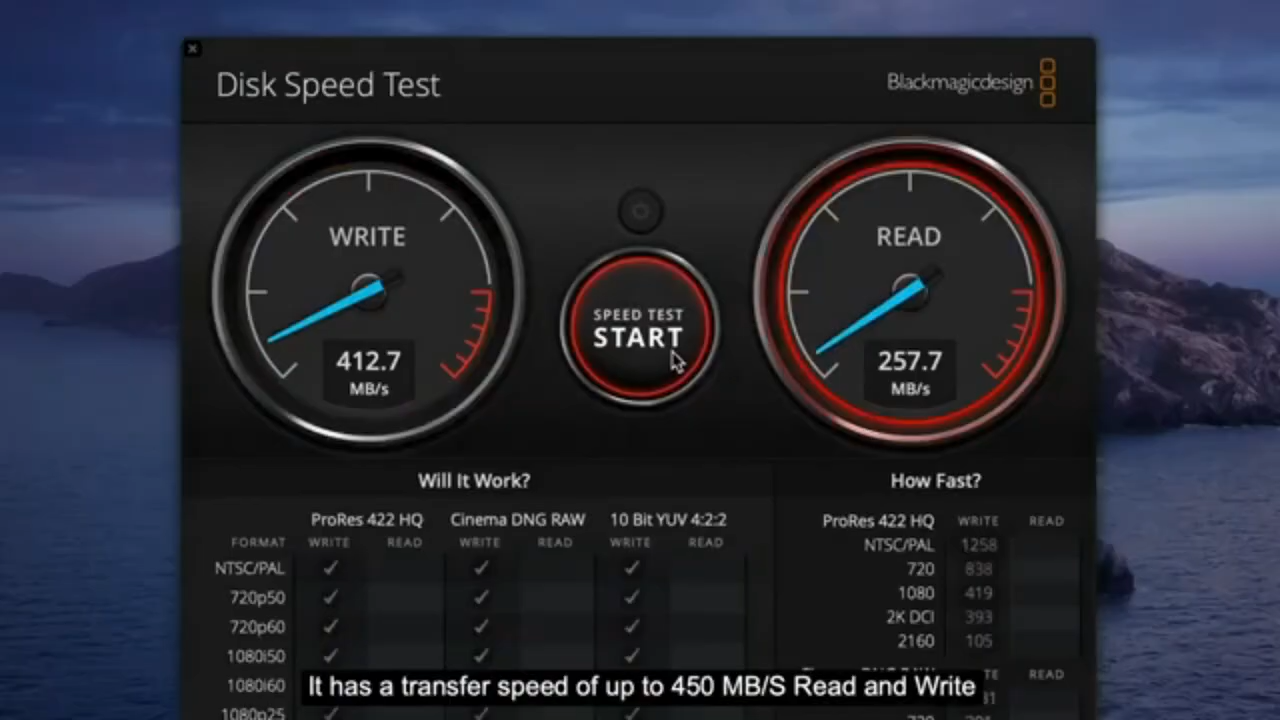 Disk Speed Test
Blackmagicdesign
WRITE
412.7
MB/s
SPEED TEST
START
READ
257.7
MB/s
Will It Work?
How Fast?
ProRes 422 HQ Cinema DNG RAW 10 Bit YUV 4:2:2
FORMAT WRITE READ WRITE READ WRITE READ
NTSC/PAL ✓ ✓ ✓
720p50 ✓ ✓ ✓
720p60 ✓ ✓ ✓
1080i50 ✓ ✓ ✓
1080i60
1080p25
ProRes 422 HQ WRITE READ
NTSC/PAL 1258
720 838
1080 419
2K DCI 393
2160 105
READ
It has a transfer speed of up to 450 MB/S Read and Write